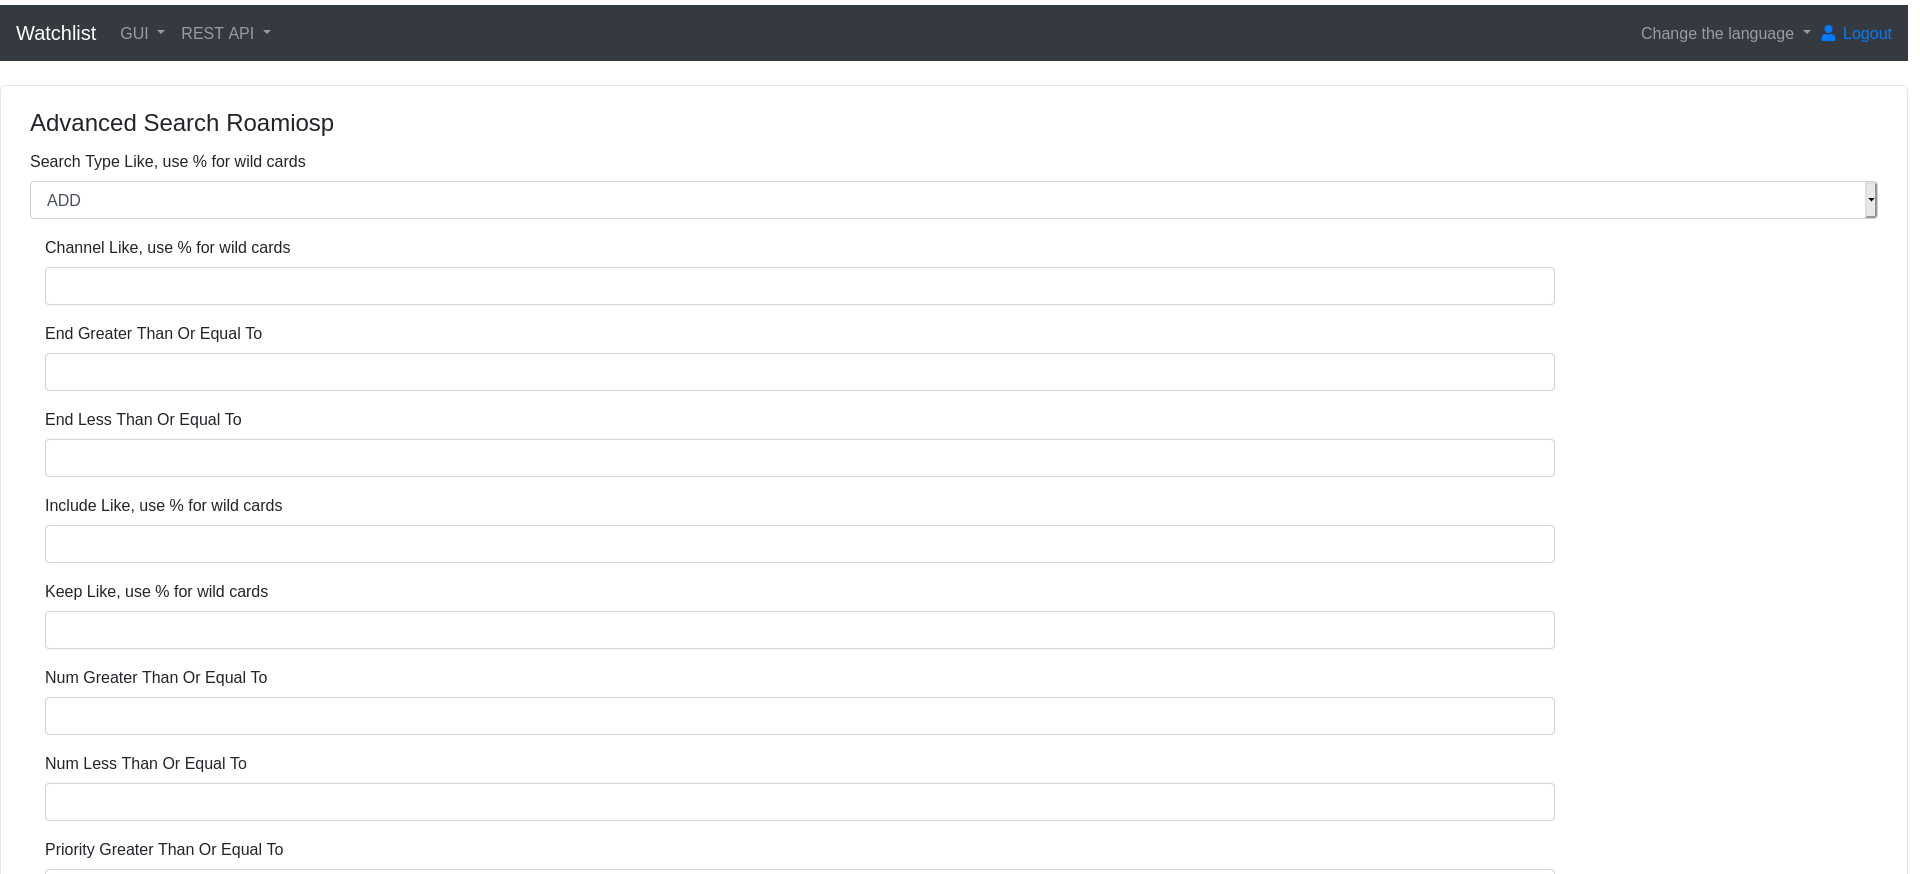 Watchlist GUI REST API Change the language Logout
Advanced Search Roamiosp
Search Type Like, use % for wild cards
ADD
Channel Like, use % for wild cards
End Greater Than Or Equal To
End Less Than Or Equal To
Include Like, use % for wild cards
Keep Like, use % for wild cards
Num Greater Than Or Equal To
Num Less Than Or Equal To
Priority Greater Than Or Equal To